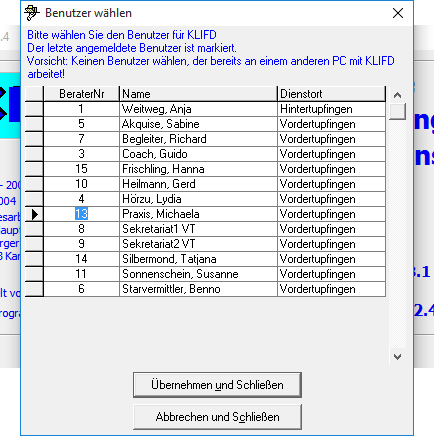 Benutzer wählen
Bitte wählen Sie den Benutzer für KLIFD
Der letzte angemeldete Benutzer ist markiert.
Vorsicht: Keinen Benutzer wählen, der bereits an einem anderen PC mit KLIFD
arbeitet!
BeraterNr Name Dienstort
1 Weitweg, Anja Hintertupfingen
5 Akquise, Sabine Vordertupfingen
7 Begleiter, Richard Vordertupfingen
3 Coach, Guido Vordertupfingen
15 Frischling, Hanna Vordertupfingen
10 Heilmann, Gerd Vordertupfingen
4 Hörzu, Lydia Vordertupfingen
13 Praxis, Michaela Vordertupfingen
8 Sekretariat1 VT Vordertupfingen
9 Sekretariat2 VT Vordertupfingen
14 Silbermond, Tatjana Vordertupfingen
11 Sonnenschein, Susanne Vordertupfingen
6 Starvermittler, Benno Vordertupfingen
Übernehmen und Schließen
Abbrechen und Schließen